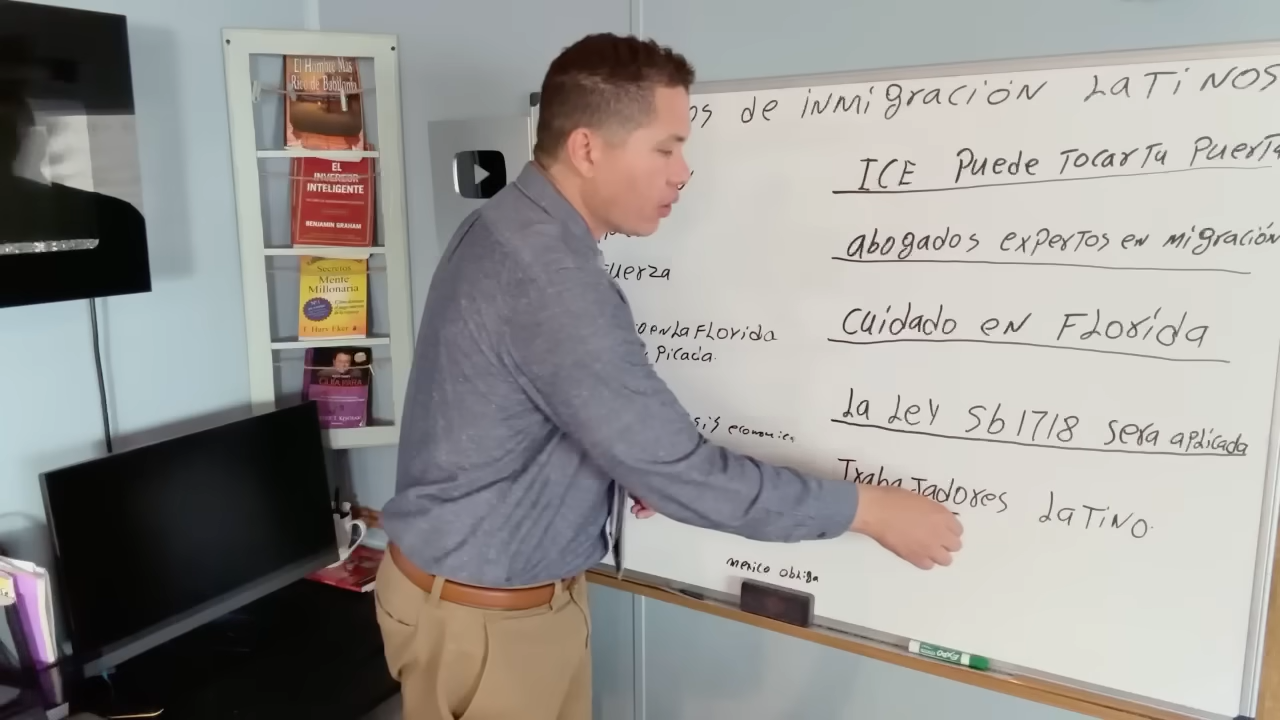 El Hombre Mas
Rico de Babilonia
EL
INVERSOR
INTELIGENTE
BENJAMIN GRAHAM
Secretos
Mente
Millonaria
T. Harv Eker
os de inmigración LaTiNOS
ICE Puede Tocar Tu Puerta
abogados expertos en migración
Cuidado en Florida
La Ley Sb1718 sera aplicada
Trabajadores LaTiNO.
fuerza
o en La Florida
Picada.
sis economica
mexico obliga
EXPO